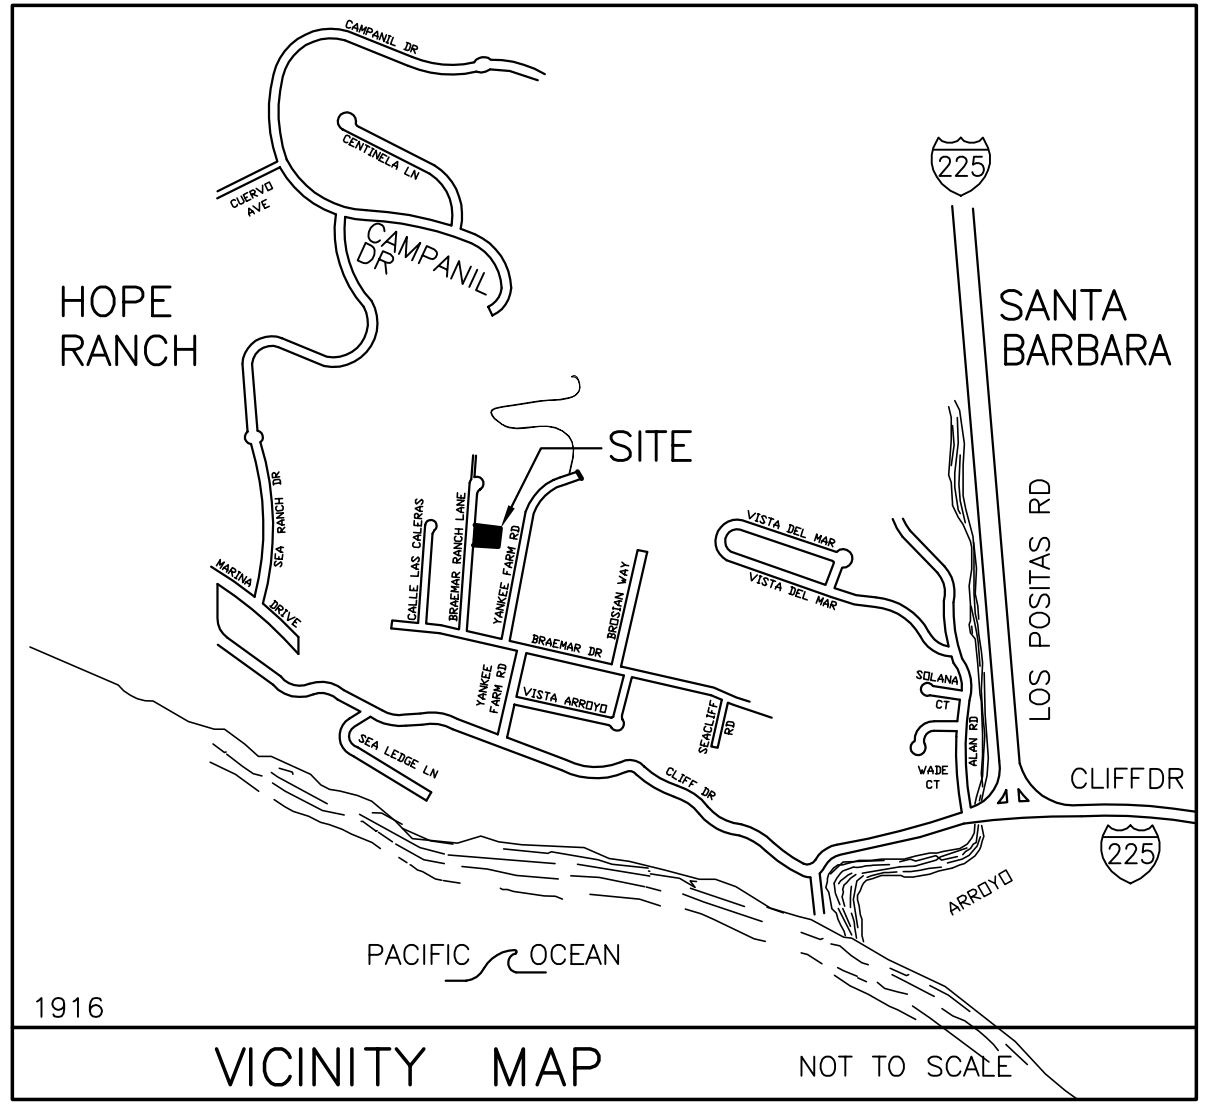 CAMPANIL DR
CENTINELA LN
CUERVO
AVE
CAMPANIL
DR
225
HOPE
RANCH
SANTA
BARBARA
SITE
SEA RANCH DR
CALLE LAS CALERAS
BRAEMAR RANCH LANE
YANKEE FARM RD
BROSIAN WAY
VISTA DEL MAR
VISTA DEL MAR
LOS POSITAS RD
MARINA
DRIVE
BRAEMAR DR
YANKEE
FARM RD
VISTA ARROYO
SEACLIFF
RD
SOLANA
CT
ALAN RD
WADE
CT
SEA LEDGE LN
CLIFF DR
CLIFF DR
225
ARROYO
PACIFIC OCEAN
1916
VICINITY MAP
NOT TO SCALE